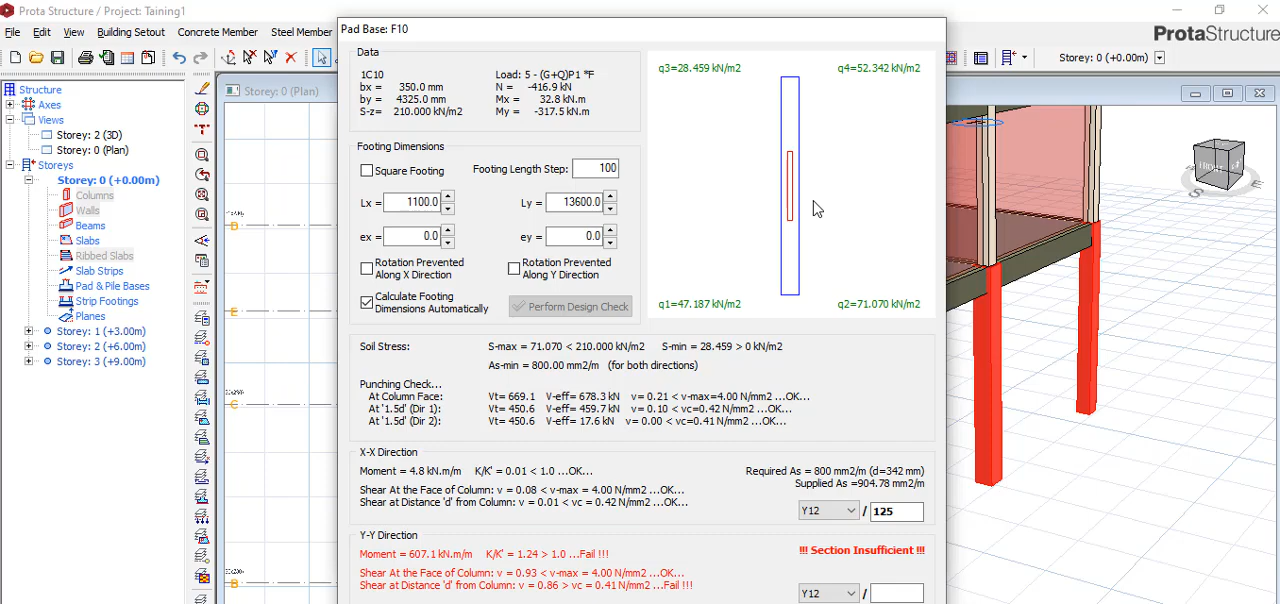 Prota Structure / Project: Taining1
File Edit View Building Setout Concrete Member Steel Member
ProtaStructure
Storey: 0 (+0.00m)
Structure
Axes
Views
Storey: 2 (3D)
Storey: 0 (Plan)
Storeys
Storey: 0 (+0.00m)
Columns
Walls
Beams
Slabs
Ribbed Slabs
Slab Strips
Pad & Pile Bases
Strip Footings
Planes
Storey: 1 (+3.00m)
Storey: 2 (+6.00m)
Storey: 3 (+9.00m)
Storey: 0 (Plan)
D
E
C
B
Pad Base: F10
Data
1C10
bx = 350.0 mm
by = 4325.0 mm
S-z= 210.000 kN/m2
Load: 5 - (G+Q)P1 *F
N = -416.9 kN
Mx = 32.8 kN.m
My = -317.5 kN.m
Footing Dimensions
Square Footing
Footing Length Step: 100
Lx = 1100.0 Ly = 13600.0
ex = 0.0 ey = 0.0
Rotation Prevented
Along X Direction
Rotation Prevented
Along Y Direction
Calculate Footing
Dimensions Automatically
Perform Design Check
q3=28.459 kN/m2 q4=52.342 kN/m2
q1=47.187 kN/m2 q2=71.070 kN/m2
Soil Stress: S-max = 71.070 < 210.000 kN/m2 S-min = 28.459 > 0 kN/m2
As-min = 800.00 mm2/m (for both directions)
Punching Check...
At Column Face: Vt= 669.1 V-eff= 678.3 kN v= 0.21 < v-max=4.00 N/mm2 ...OK...
At '1.5d' (Dir 1): Vt= 450.6 V-eff= 459.7 kN v= 0.10 < vc=0.42 N/mm2 ...OK...
At '1.5d' (Dir 2): Vt= 450.6 V-eff= 17.6 kN v= 0.00 < vc=0.41 N/mm2 ...OK...
X-X Direction
Moment = 4.8 kN.m/m K/K' = 0.01 < 1.0 ...OK...
Shear At the Face of Column: v = 0.08 < v-max = 4.00 N/mm2 ...OK...
Shear at Distance 'd' from Column: v = 0.01 < vc = 0.42 N/mm2 ...OK...
Required As = 800 mm2/m (d=342 mm)
Supplied As =904.78 mm2/m
Y12 / 125
Y-Y Direction
Moment = 607.1 kN.m/m K/K' = 1.24 > 1.0 ...Fail !!!
Shear At the Face of Column: v = 0.93 < v-max = 4.00 N/mm2 ...OK...
Shear at Distance 'd' from Column: v = 0.86 > vc = 0.41 N/mm2 ...Fail !!!
!!! Section Insufficient !!!
Y12 /
FRONT
S
E